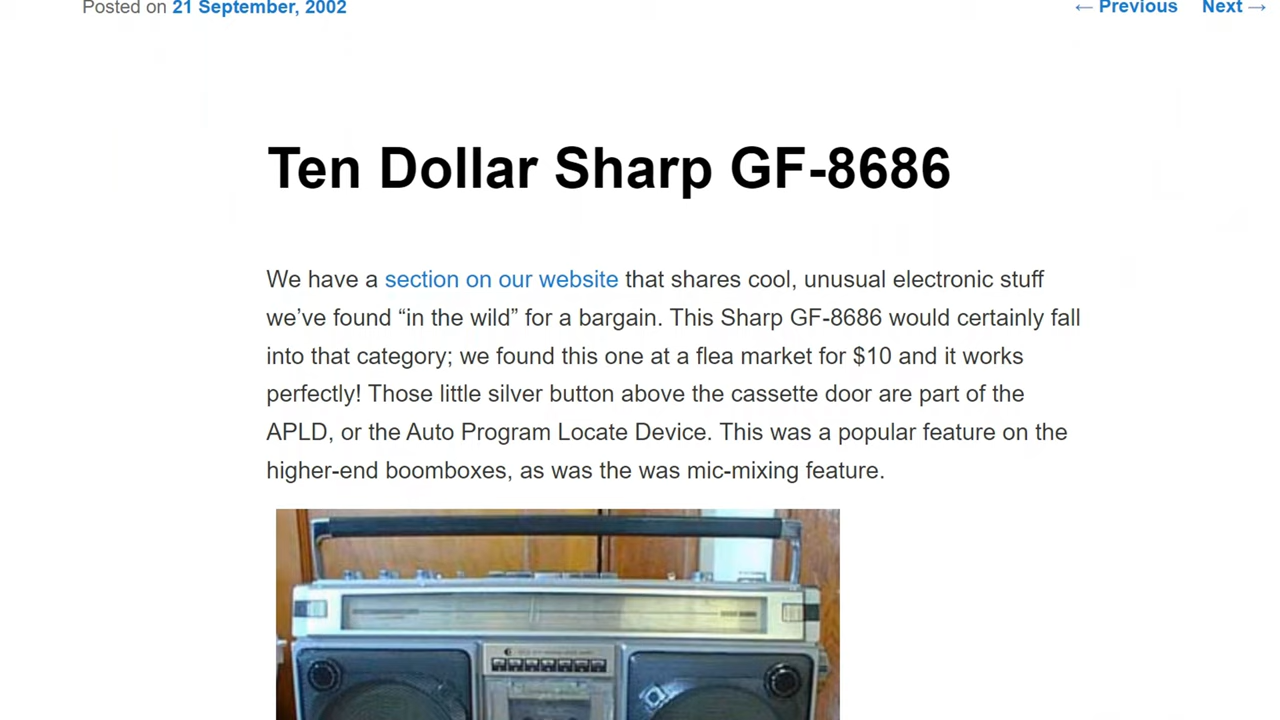 Posted on 21 September, 2002
← Previous Next →
Ten Dollar Sharp GF-8686
We have a section on our website that shares cool, unusual electronic stuff
we’ve found “in the wild” for a bargain. This Sharp GF-8686 would certainly fall
into that category; we found this one at a flea market for $10 and it works
perfectly! Those little silver button above the cassette door are part of the
APLD, or the Auto Program Locate Device. This was a popular feature on the
higher-end boomboxes, as was the was mic-mixing feature.